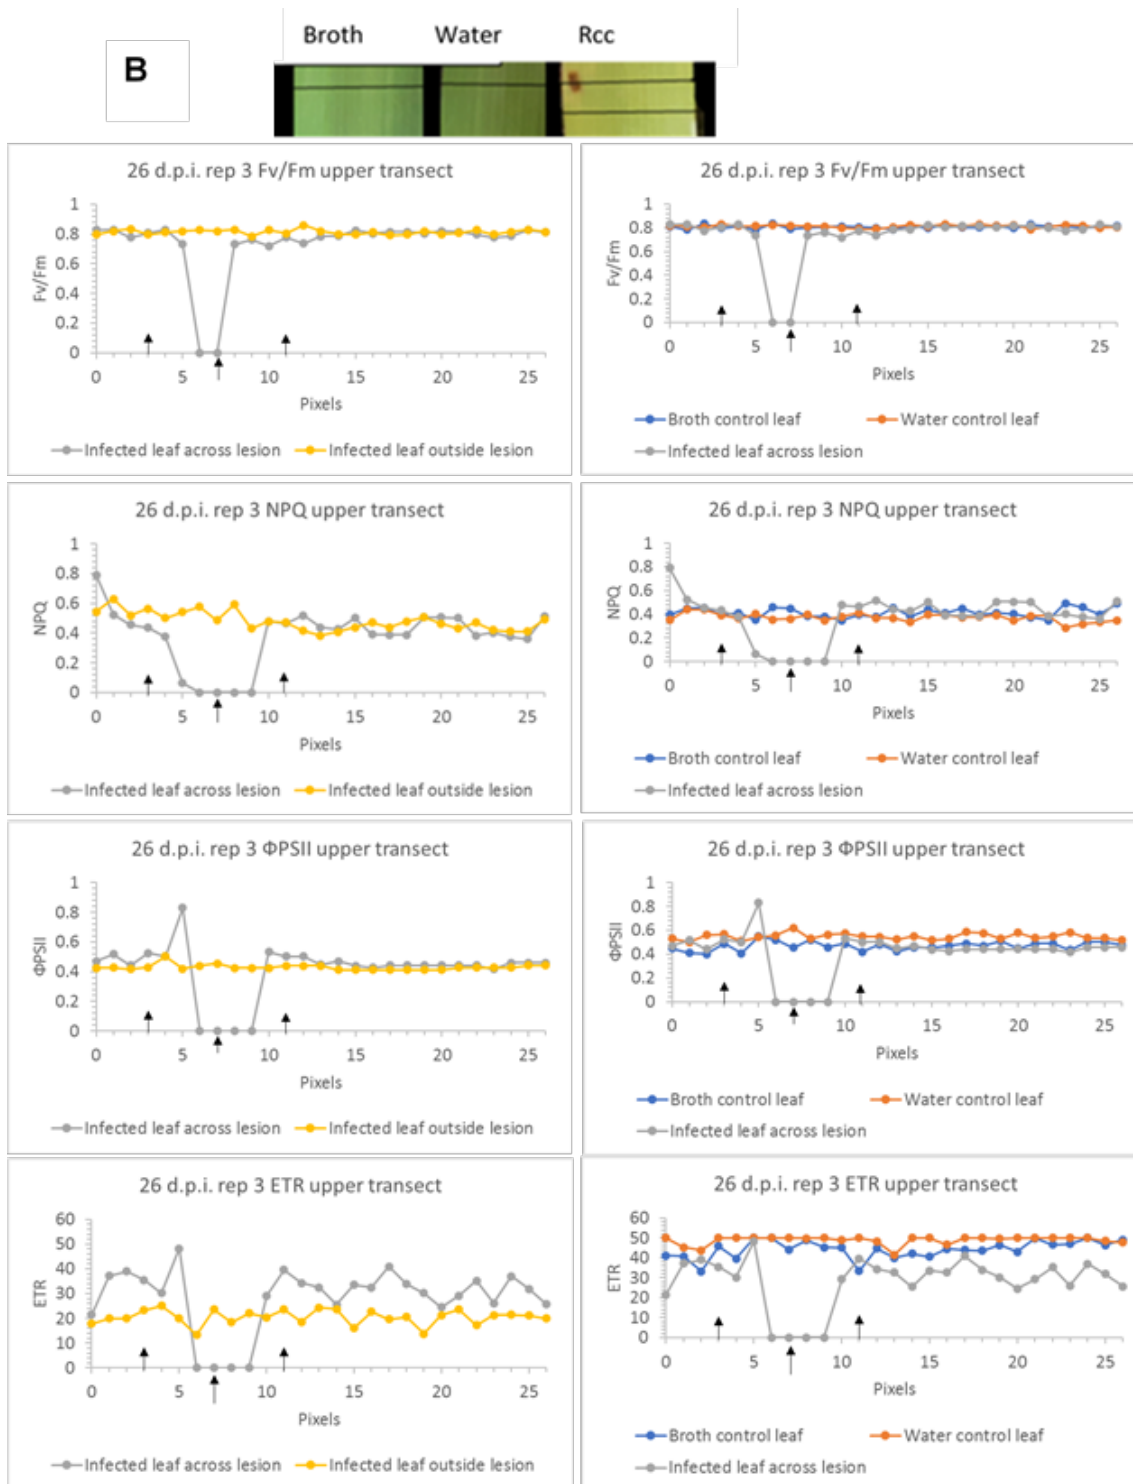 Broth Water Rcc
B
26 d.p.i. rep 3 Fv/Fm upper transect
1
0.8
0.6
0.4
0.2
0
Fv/Fm
0 5 10 15 20 25
Pixels
Infected leaf across lesion Infected leaf outside lesion
26 d.p.i. rep 3 Fv/Fm upper transect
1
0.8
0.6
0.4
0.2
0
Fv/Fm
0 5 10 15 20 25
Pixels
Broth control leaf Water control leaf
Infected leaf across lesion
26 d.p.i. rep 3 NPQ upper transect
1
0.8
0.6
0.4
0.2
0
NPQ
0 5 10 15 20 25
Pixels
Infected leaf across lesion Infected leaf outside lesion
26 d.p.i. rep 3 NPQ upper transect
1
0.8
0.6
0.4
0.2
0
NPQ
0 5 10 15 20 25
Pixels
Broth control leaf Water control leaf
Infected leaf across lesion
26 d.p.i. rep 3 ΦPSII upper transect
1
0.8
0.6
0.4
0.2
0
ΦPSII
0 5 10 15 20 25
Pixels
Infected leaf across lesion Infected leaf outside lesion
26 d.p.i. rep 3 ΦPSII upper transect
1
0.8
0.6
0.4
0.2
0
ΦPSII
0 5 10 15 20 25
Pixels
Broth control leaf Water control leaf
Infected leaf across lesion
26 d.p.i. rep 3 ETR upper transect
60
50
40
30
20
10
0
ETR
0 5 10 15 20 25
Pixels
Infected leaf across lesion Infected leaf outside lesion
26 d.p.i. rep 3 ETR upper transect
60
50
40
30
20
10
0
ETR
0 5 10 15 20 25
Pixels
Broth control leaf Water control leaf
Infected leaf across lesion